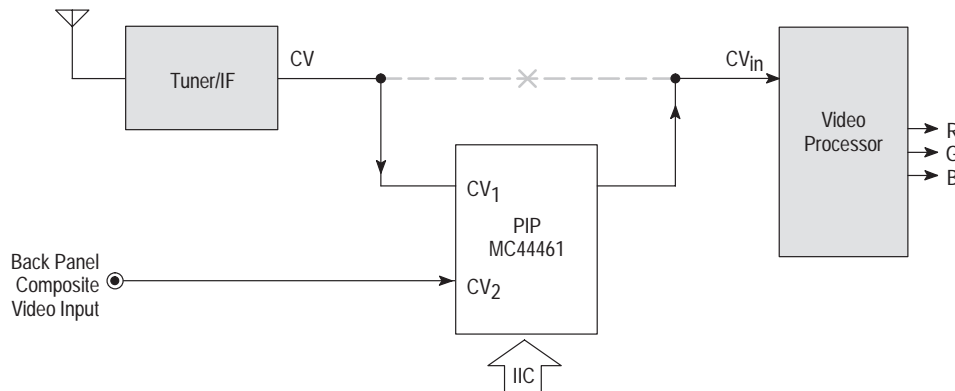 Tuner/IF
CV
CVin
Video
Processor
R
G
B
CV1
PIP
MC44461
CV2
Back Panel
Composite
Video Input
IIC